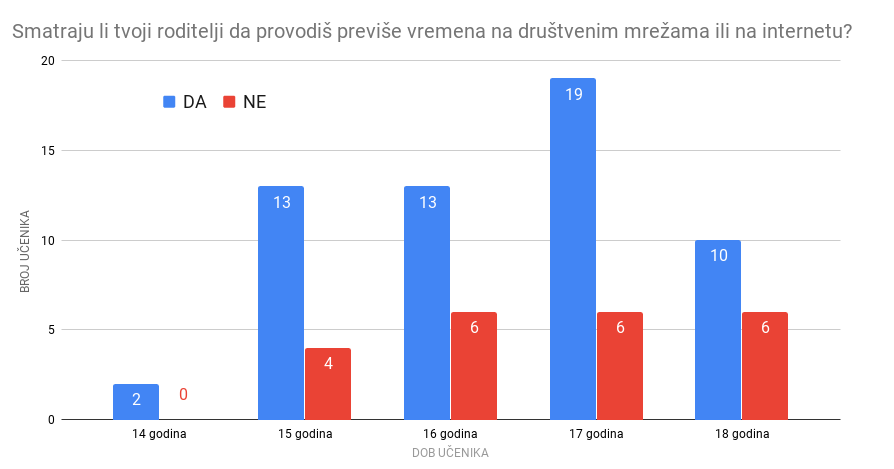 Smatraju li tvoji roditelji da provodiš previše vremena na društvenim mrežama ili na internetu?
DA NE
BROJ UČENIKA
20
15
10
5
0
2 0 13 4 13 6 19 6 10 6
14 godina 15 godina 16 godina 17 godina 18 godina
DOB UČENIKA